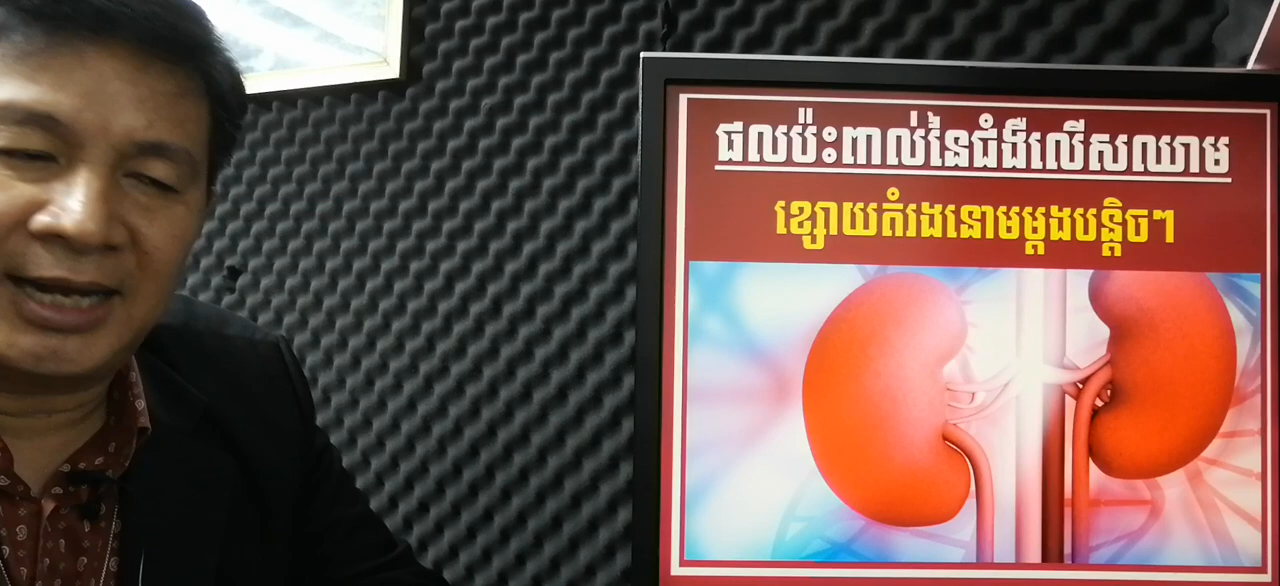 ផលប៉ះពាល់នៃជំងឺលើសឈាម
ខ្សោយតំរងនោមម្តងបន្តិចៗ